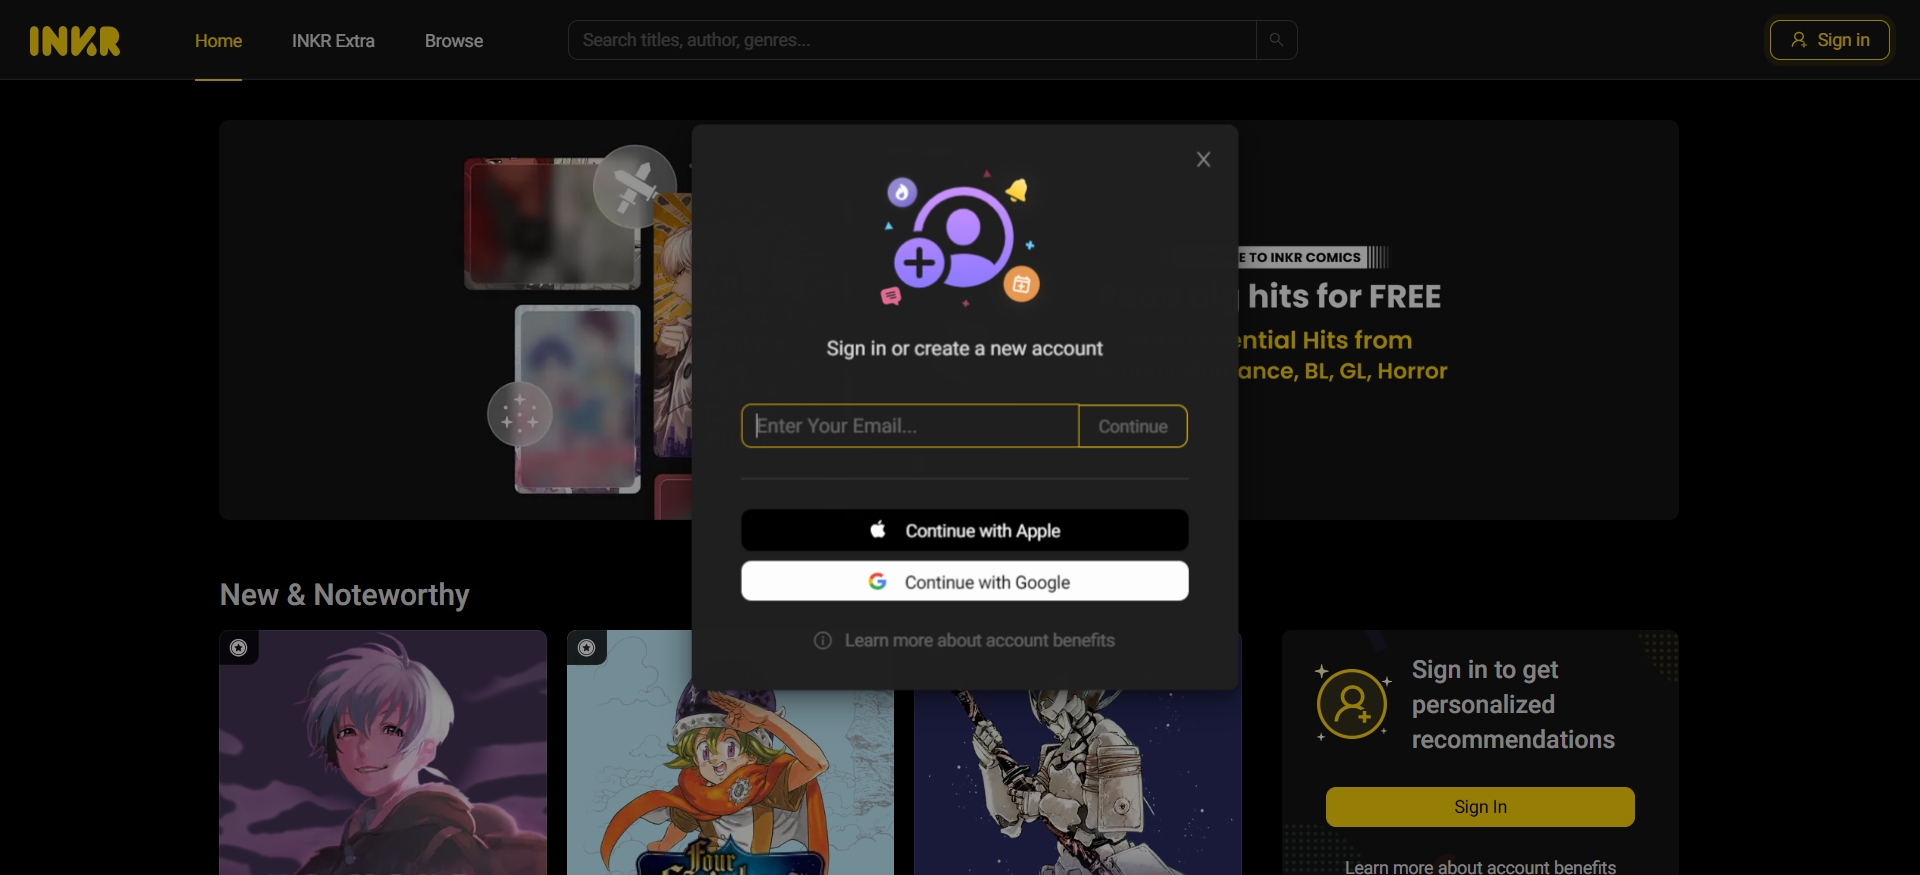 INKR
Home
INKR Extra
Browse
Search titles, author, genres...
Sign in
E TO INKR COMICS
hits for FREE
ential Hits from
ance, BL, GL, Horror
Sign in or create a new account
Enter Your Email...
Continue
Continue with Apple
Continue with Google
Learn more about account benefits
New & Noteworthy
Four
Sign in to get
personalized
recommendations
Sign In
Learn more about account benefits